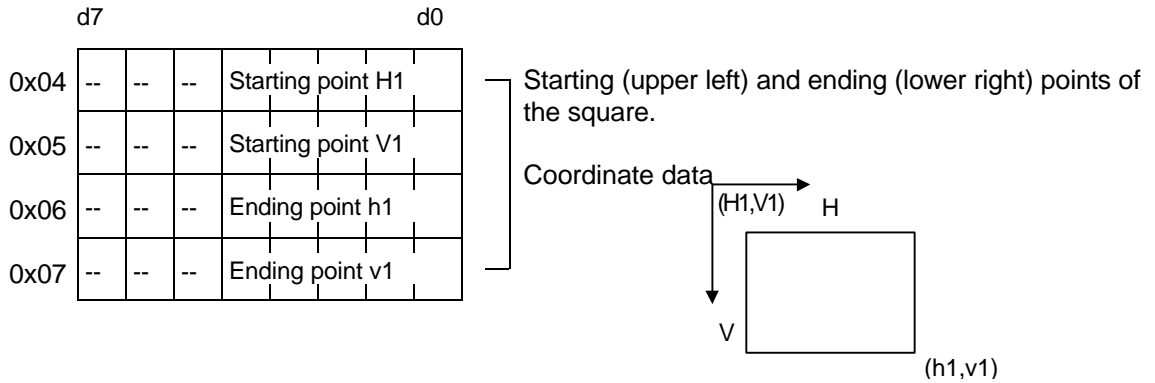 d7 d0
0x04 -- -- -- Starting point H1
0x05 -- -- -- Starting point V1
0x06 -- -- -- Ending point h1
0x07 -- -- -- Ending point v1
Starting (upper left) and ending (lower right) points of
the square.
Coordinate data
(H1,V1) H
V
(h1,v1)